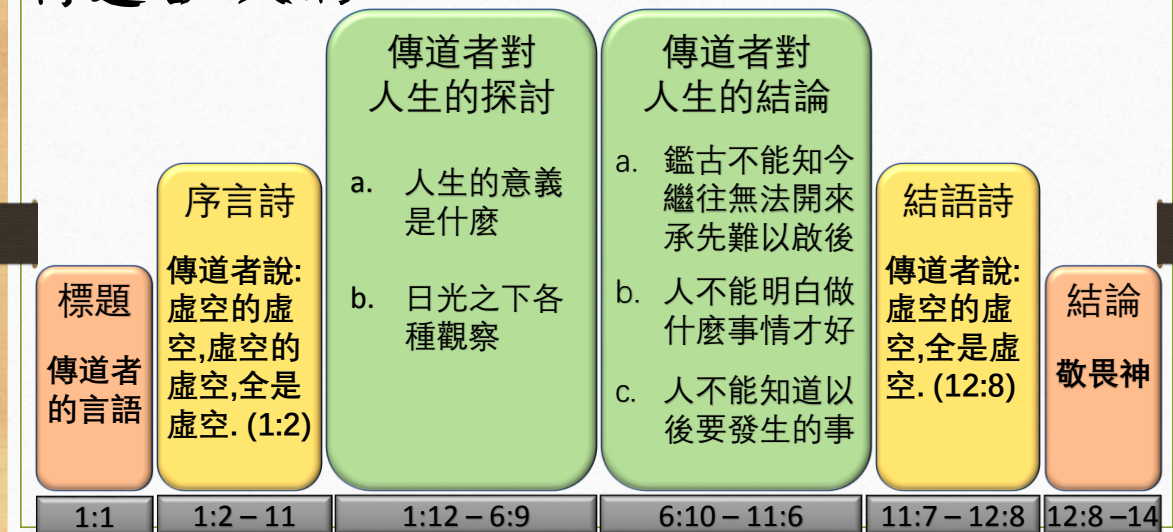 標題
傳道者
的言語
1:1
序言詩
傳道者說:
虛空的虛
空,虛空的
虛空,全是
虛空. (1:2)
1:2 – 11
傳道者對
人生的探討
a. 人生的意義
是什麼
b. 日光之下各
種觀察
1:12 – 6:9
傳道者對
人生的結論
a. 鑑古不能知今
繼往無法開來
承先難以啟後
b. 人不能明白做
什麼事情才好
c. 人不能知道以
後要發生的事
6:10 – 11:6
結語詩
傳道者說:
虛空的虛
空,全是虛
空. (12:8)
11:7 – 12:8
結論
敬畏神
12:8 –14